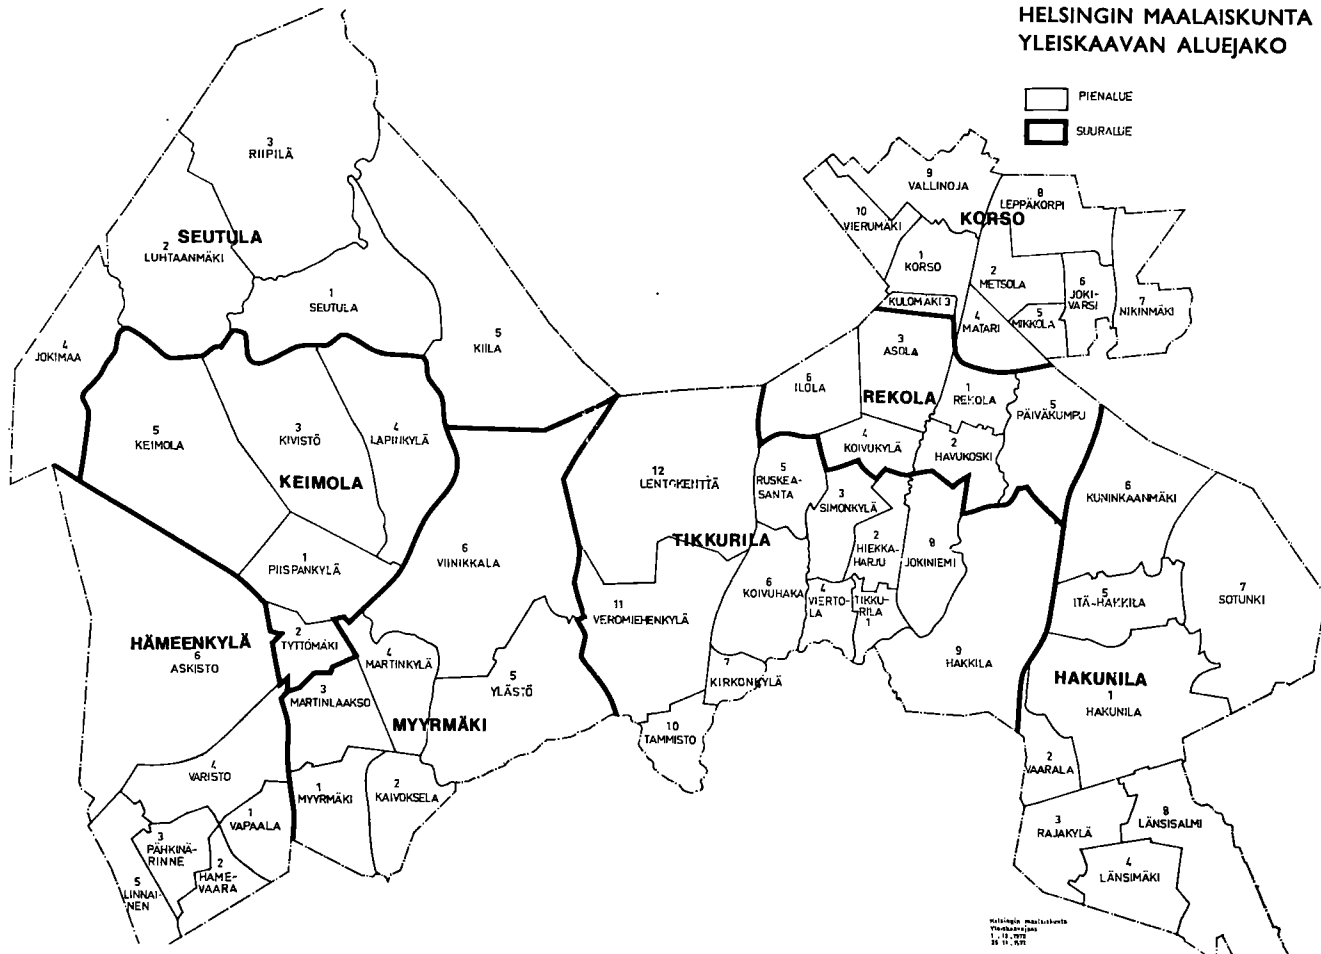 HELSINGIN MAALAISKUNTA
YLEISKAAVAN ALUEJAKO
PIENALUE
SUURALUE
3
RIIPILÄ
SEUTULA
2
LUHTAANMÄKI
1
SEUTULA
4
JOKIMAA
5
KIILA
5
KEIMOLA
3
KIVISTÖ
4
LAPINKYLÄ
KEIMOLA
1
PIISPANKYLÄ
2
TYTTÖMÄKI
HÄMEENKYLÄ
6
ASKISTO
4
VARISTO
1
VAPAALA
3
PÄHKINÄ-
RINNE
2
HÄME-
VAARA
5
LINNAI-
NEN
6
VIINIKKALA
4
MARTINKYLÄ
3
MARTINLAAKSO
5
YLÄSTÖ
MYYRMÄKI
1
MYYRMÄKI
2
KAIVOKSELA
12
LENTOKENTTÄ
TIKKURILA
5
RUSKEA-
SANTA
3
SIMONKYLÄ
2
HIEKKA-
HARJU
8
JOKINIEMI
6
KOIVUHAKA
4
VIERTO-
LA
TIKKU-
RILA
1
11
VEROMIEHENKYLÄ
7
KIRKONKYLÄ
10
TAMMISTO
9
HAKKILA
9
VALLINOJA
8
LEPPÄKORPI
10
VIERUMÄKI
KORSO
1
KORSO
2
METSOLA
6
JOKI-
VARSI
7
NIKINMÄKI
KULOMÄKI 3
4
MATARI
5
MIKKOLA
3
ASOLA
6
ILOLA
REKOLA
1
REKOLA
5
PÄIVÄKUMPU
4
KOIVUKYLÄ
2
HAVUKOSKI
6
KUNINKAANMÄKI
5
ITÄ-HAKKILA
7
SOTUNKI
HAKUNILA
1
HAKUNILA
2
VAARALA
3
RAJAKYLÄ
8
LÄNSISALMI
4
LÄNSIMÄKI
Helsingin maalaiskunta